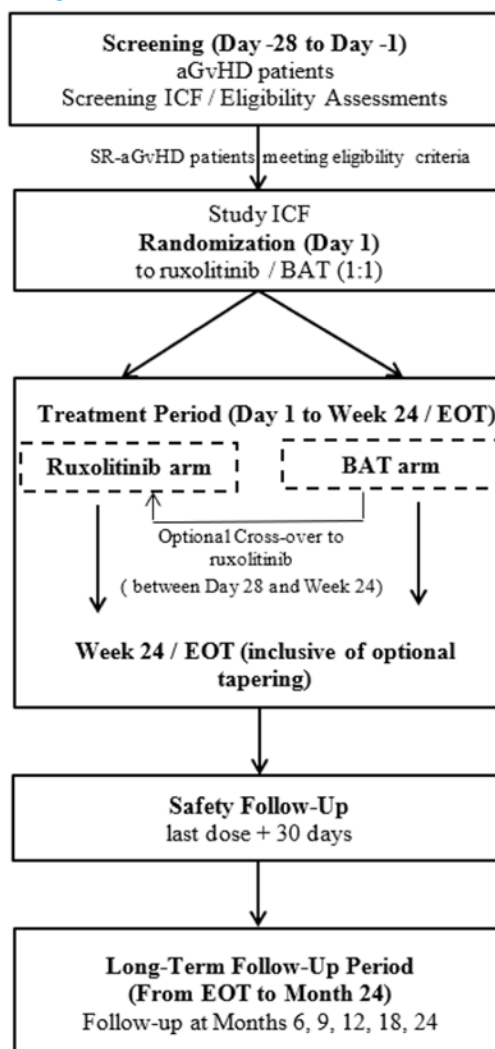 Screening (Day -28 to Day -1)
aGvHD patients
Screening ICF / Eligibility Assessments
SR-aGvHD patients meeting eligibility criteria
Study ICF
Randomization (Day 1)
to ruxolitinib / BAT (1:1)
Treatment Period (Day 1 to Week 24 / EOT)
Ruxolitinib arm
BAT arm
Optional Cross-over to
ruxolitinib
( between Day 28 and Week 24)
Week 24 / EOT (inclusive of optional
tapering)
Safety Follow-Up
last dose + 30 days
Long-Term Follow-Up Period
(From EOT to Month 24)
Follow-up at Months 6, 9, 12, 18, 24